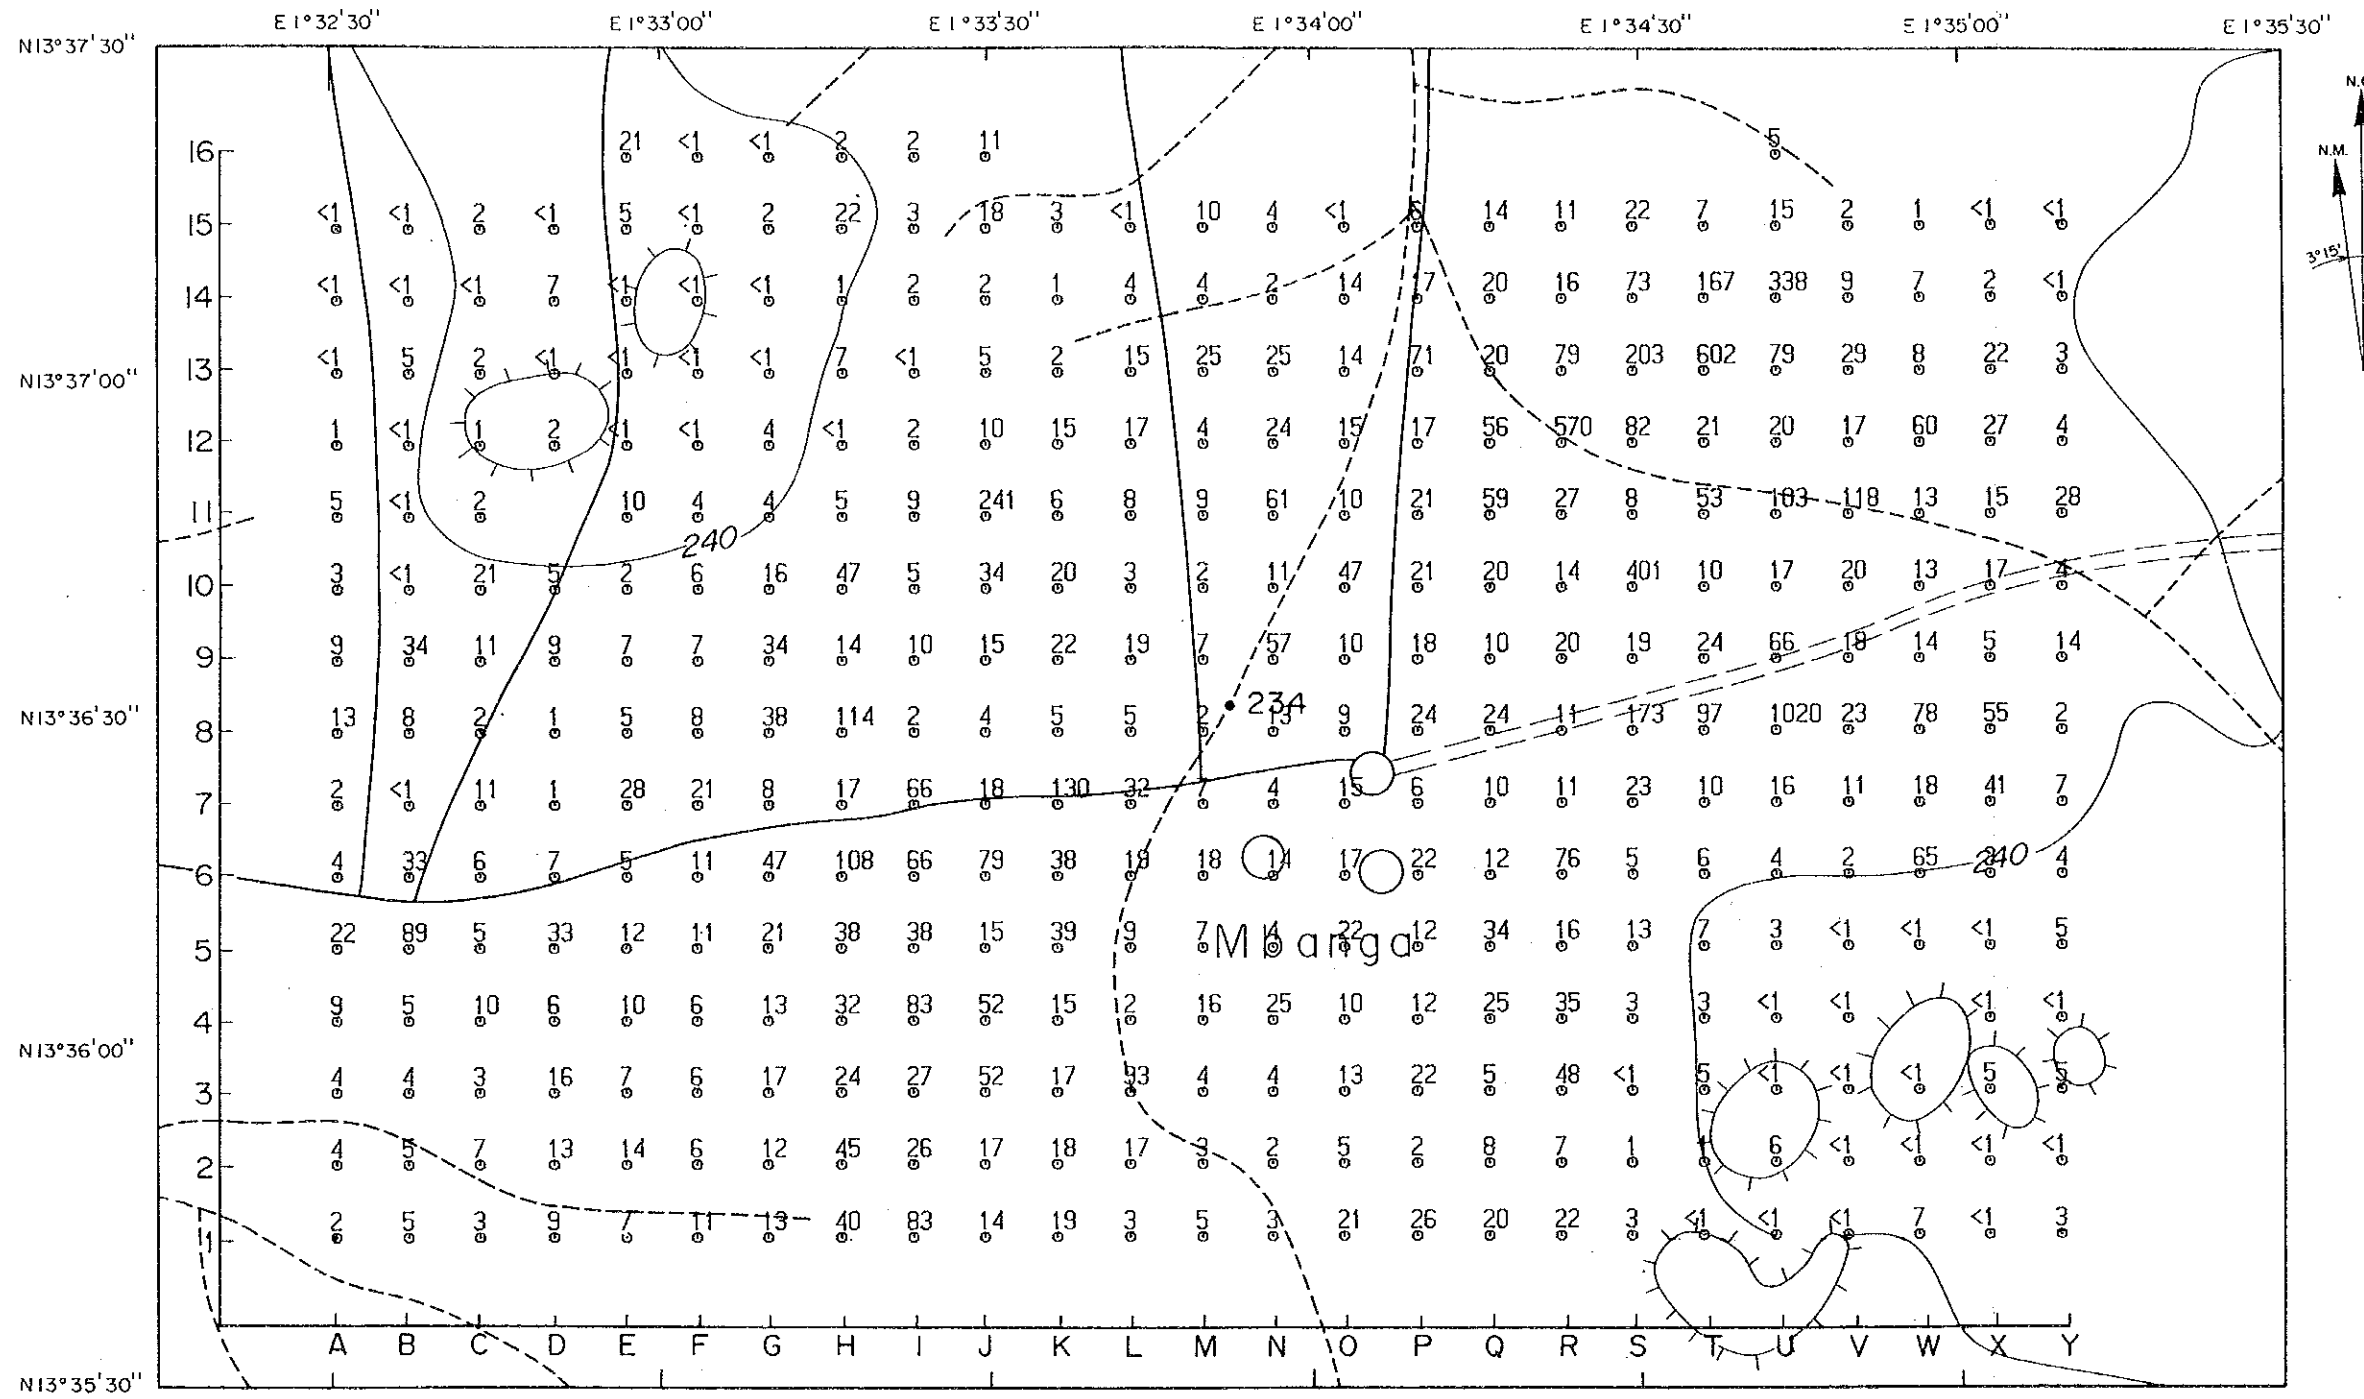 E 1°32'30" E 1°33'00" E 1°33'30" E 1°34'00" E 1°34'30" E 1°35'00" E 1°35'30"
N13°37'30"
N.M.
3°15'
16 21 <1 <1 2 2 11 5
15 <1 <1 2 <1 5 <1 2 22 3 18 3 <1 10 4 <1 14 11 22 7 15 2 1 <1 <1
14 <1 <1 <1 7 <1 <1 <1 1 2 2 1 4 4 2 14 20 16 73 167 338 9 7 2 <1
13 <1 5 2 <1 <1 <1 <1 7 <1 5 2 15 25 25 14 71 20 79 203 602 79 29 8 22 3
N13°37'00"
12 1 <1 1 2 <1 <1 4 <1 2 10 15 17 4 24 15 17 56 570 82 21 20 17 60 27 4
11 5 <1 2 10 4 4 5 9 241 6 8 9 61 10 21 59 27 8 53 103 118 13 15 28
240
10 3 <1 21 5 2 6 16 47 5 34 20 3 2 11 47 21 20 14 401 10 17 20 13 17 4
9 9 34 11 9 7 7 34 14 10 15 22 19 7 57 10 18 10 20 19 24 66 18 14 5 14
234
N13°36'30"
8 13 8 2 1 5 8 38 114 2 4 5 5 2 13 9 24 24 11 173 97 1020 23 78 55 2
7 2 <1 11 1 28 21 8 17 66 18 130 32 7 4 15 6 10 11 23 10 16 11 18 41 7
6 4 33 6 7 5 11 47 108 66 79 38 19 18 14 17 22 12 76 5 6 4 2 65 240 4
5 22 89 5 33 12 11 21 38 38 15 39 9 7 4 22 12 34 16 13 7 3 <1 <1 <1 5
Mbanga
4 9 5 10 6 10 6 13 32 83 52 15 2 16 25 10 12 25 35 3 3 <1 <1 <1 <1
N13°36'00"
3 4 4 3 16 7 6 17 24 27 52 17 93 4 4 13 22 5 48 <1 5 <1 <1 <1 5 5
2 4 5 7 13 14 6 12 45 26 17 18 17 3 2 5 2 8 7 1 6 <1 <1 <1 <1
1 2 5 3 9 7 11 13 40 83 14 19 3 5 3 21 26 20 22 3 <1 <1 <1 7 <1 3
A B C D E F G H I J K L M N O P Q R S T U V W X Y
N13°35'30"